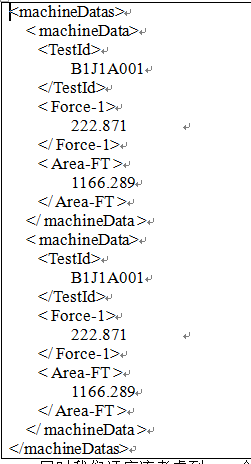 <machineDatas>
< machineData>
<TestId>
B1J1A001
</TestId>
<Force-1>
222.871
</ Force-1>
< Area-FT >
1166.289
</ Area-FT >
</ machineData>
< machineData>
<TestId>
B1J1A001
</TestId>
<Force-1>
222.871
</ Force-1>
< Area-FT >
1166.289
</ Area-FT >
</ machineData>
</machineDatas>